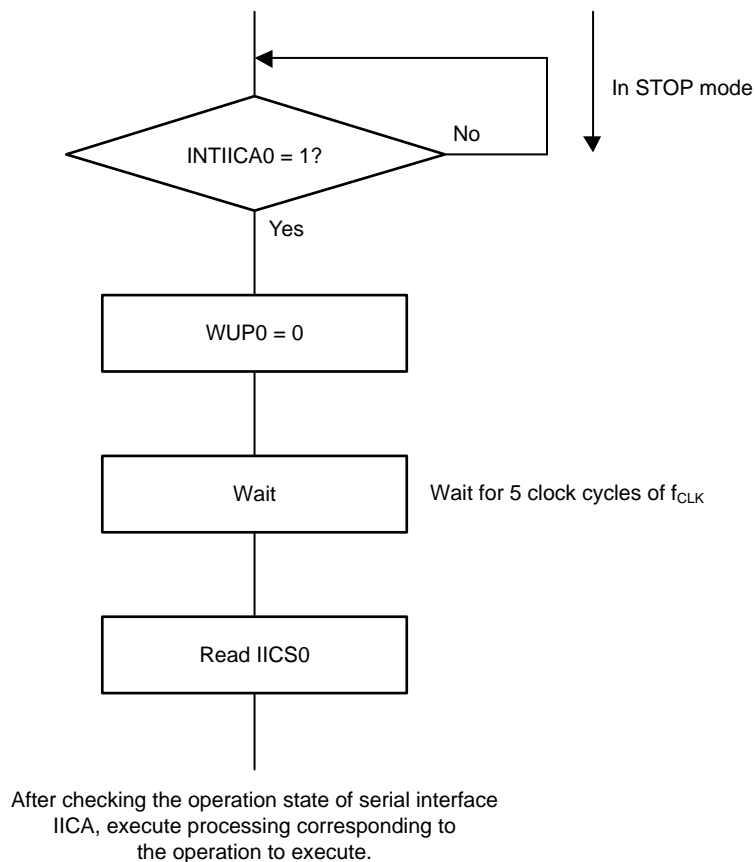 In STOP mode
No
INTIICA0 = 1?
Yes
WUP0 = 0
Wait
Wait for 5 clock cycles of fCLK
Read IICS0
After checking the operation state of serial interface
IICA, execute processing corresponding to
the operation to execute.